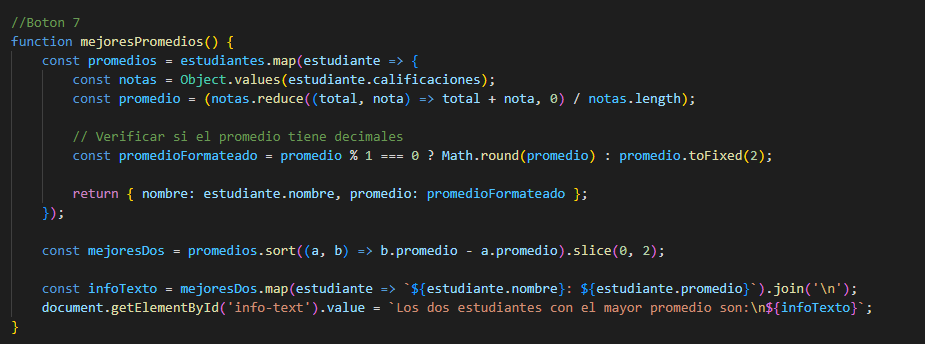 //Boton 7
function mejoresPromedios() {
    const promedios = estudiantes.map(estudiante => {
        const notas = Object.values(estudiante.calificaciones);
        const promedio = (notas.reduce((total, nota) => total + nota, 0) / notas.length);

        // Verificar si el promedio tiene decimales
        const promedioFormateado = promedio % 1 === 0 ? Math.round(promedio) : promedio.toFixed(2);

        return { nombre: estudiante.nombre, promedio: promedioFormateado };
    });

    const mejoresDos = promedios.sort((a, b) => b.promedio - a.promedio).slice(0, 2);

    const infoTexto = mejoresDos.map(estudiante => `${estudiante.nombre}: ${estudiante.promedio}`).join('\n');
    document.getElementById('info-text').value = `Los dos estudiantes con el mayor promedio son:\n${infoTexto}`;
}